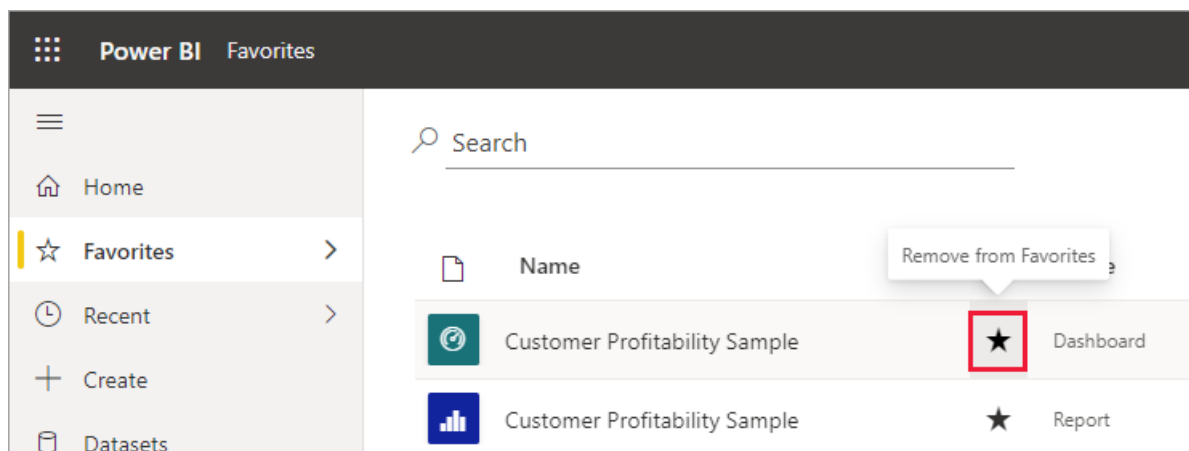 Power BI Favorites
Search
Home
Favorites
Recent
Create
Datasets
Name
Remove from Favorites
Customer Profitability Sample Dashboard
Customer Profitability Sample Report